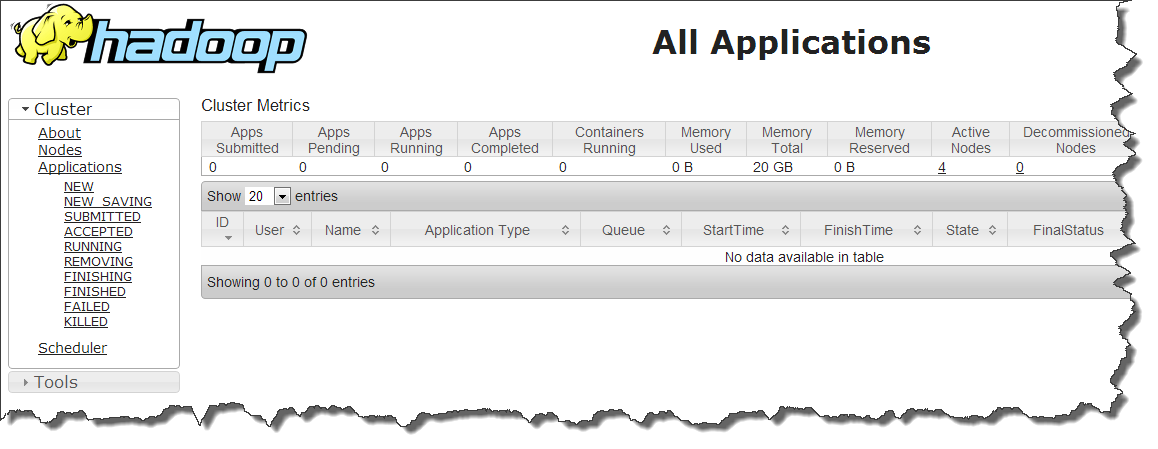 hadoop
All Applications
Cluster
About
Nodes
Applications
NEW
NEW_SAVING
SUBMITTED
ACCEPTED
RUNNING
REMOVING
FINISHING
FINISHED
FAILED
KILLED
Scheduler
Tools
Cluster Metrics
Apps Submitted Apps Pending Apps Running Apps Completed Containers Running Memory Used Memory Total Memory Reserved Active Nodes Decommissioned Nodes
0 0 0 0 0 0 B 20 GB 0 B 4 0
Show 20 entries
ID User Name Application Type Queue StartTime FinishTime State FinalStatus
No data available in table
Showing 0 to 0 of 0 entries